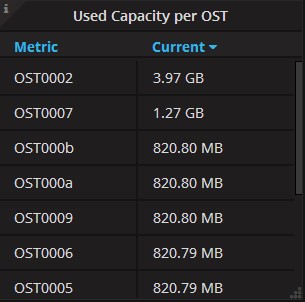 Used Capacity per OST
Metric Current
OST0002 3.97 GB
OST0007 1.27 GB
OST000b 820.80 MB
OST000a 820.80 MB
OST0009 820.80 MB
OST0006 820.79 MB
OST0005 820.79 MB